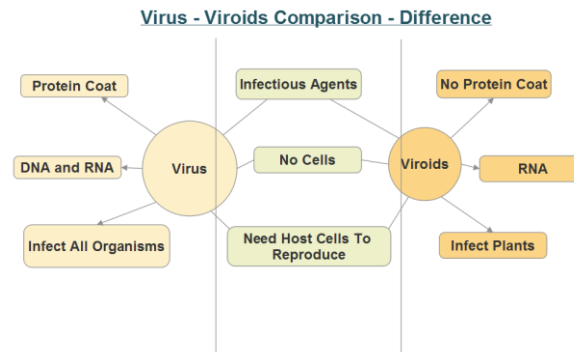 Virus - Viroids Comparison - Difference
Protein Coat
Infectious Agents
No Protein Coat
DNA and RNA
Virus
No Cells
Viroids
RNA
Infect All Organisms
Need Host Cells To
Reproduce
Infect Plants